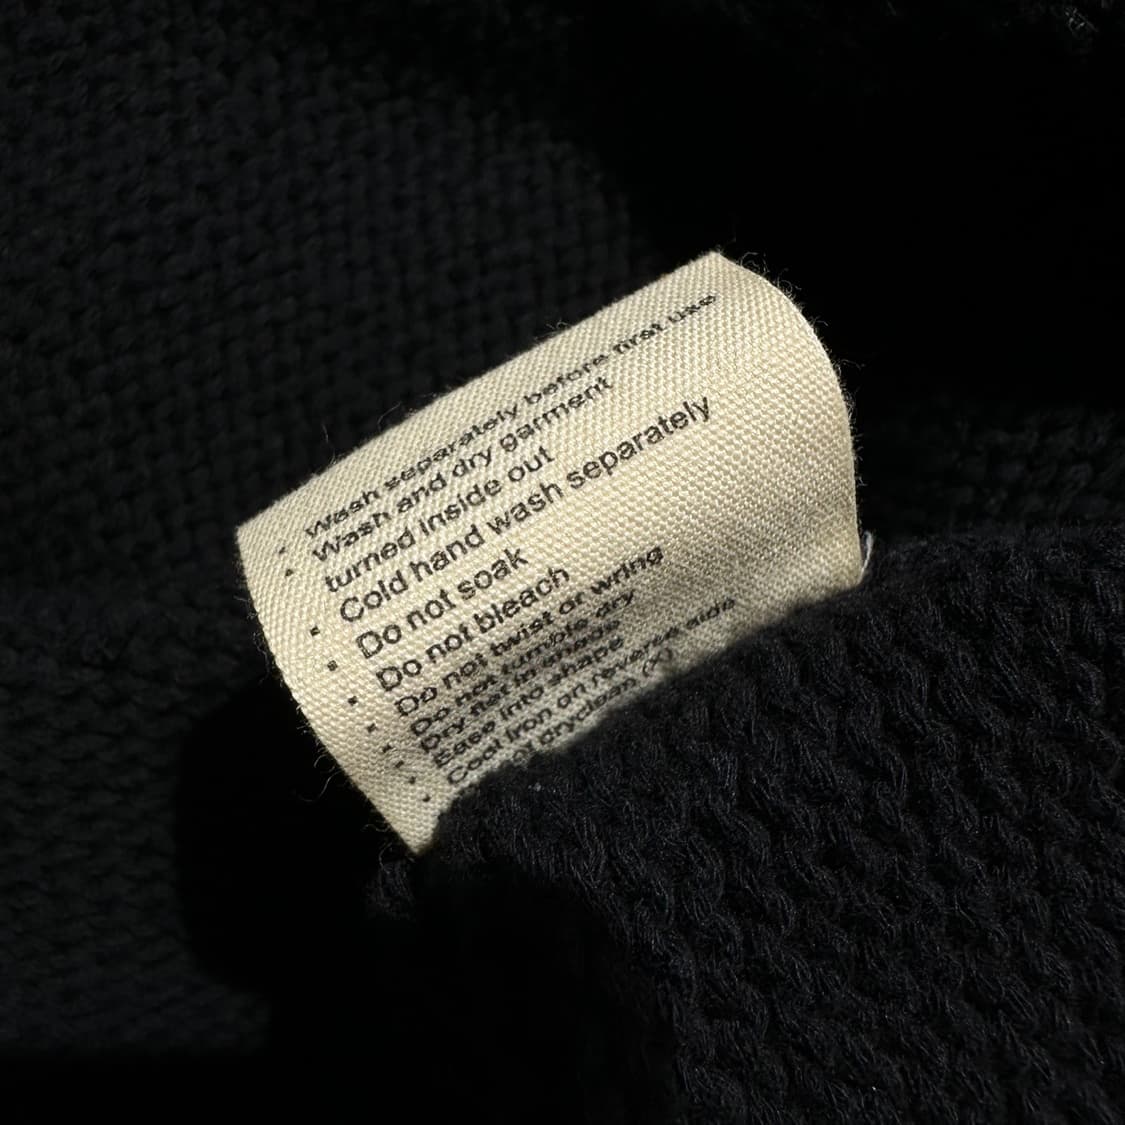 · Wash separately before first use
· Wash and dry garment
turned inside out
· Cold hand wash separately
· Do not soak
· Do not bleach
· Do not twist or wring
· Do not tumble dry
· Dry flat in shade
· Ease into shape
· Cool iron on reverse side
dryclean (X)